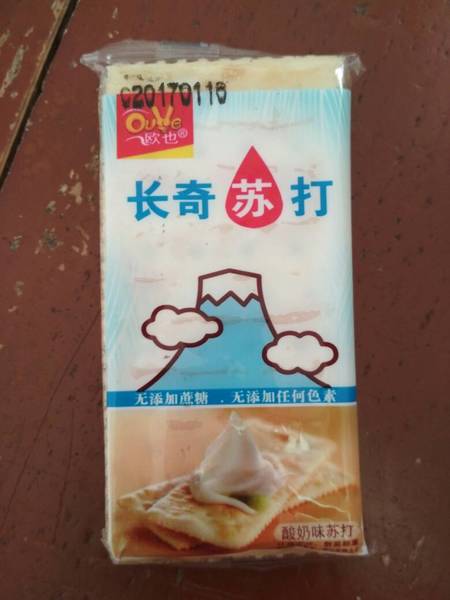 G20170116
OuYe
欧也®
长奇苏打
无添加蔗糖 . 无添加任何色素
酸奶味苏打